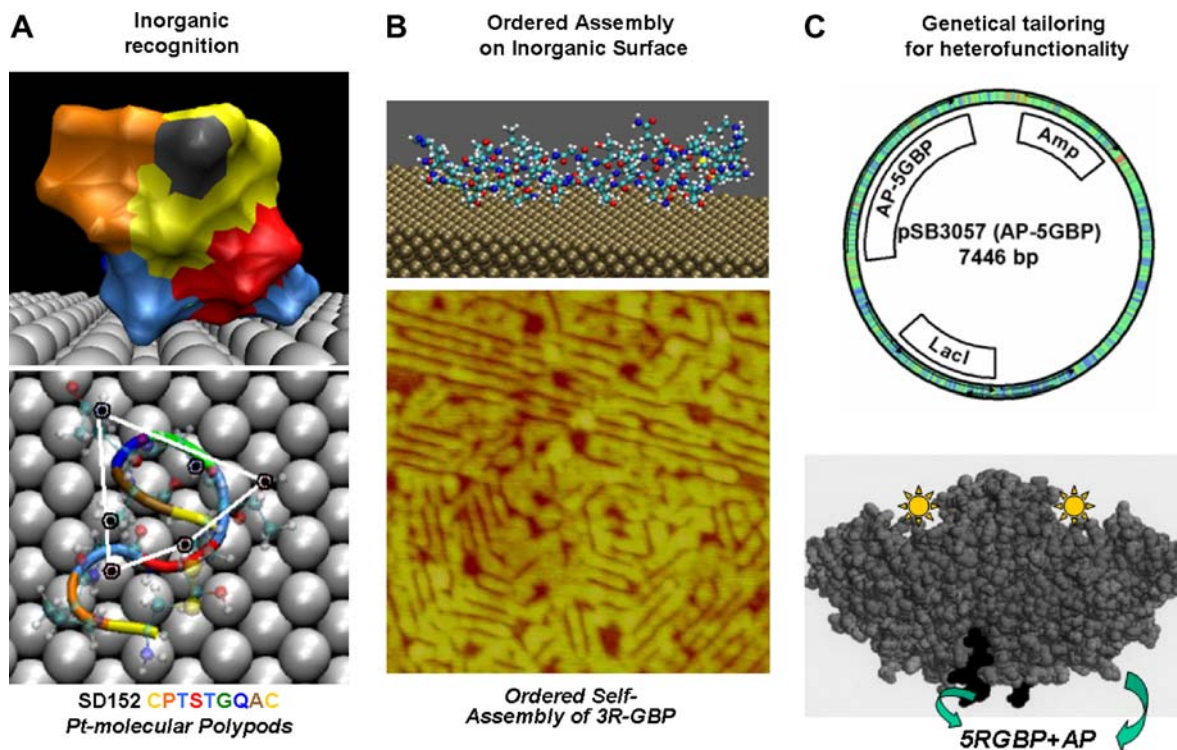 A
Inorganic
recognition
SD152 CPTSTGQAC
Pt-molecular Polypods
B
Ordered Assembly
on Inorganic Surface
Ordered Self-
Assembly of 3R-GBP
C
Genetical tailoring
for heterofunctionality
AP-5GBP
Amp
pSB3057 (AP-5GBP)
7446 bp
LacI
5RGBP+AP